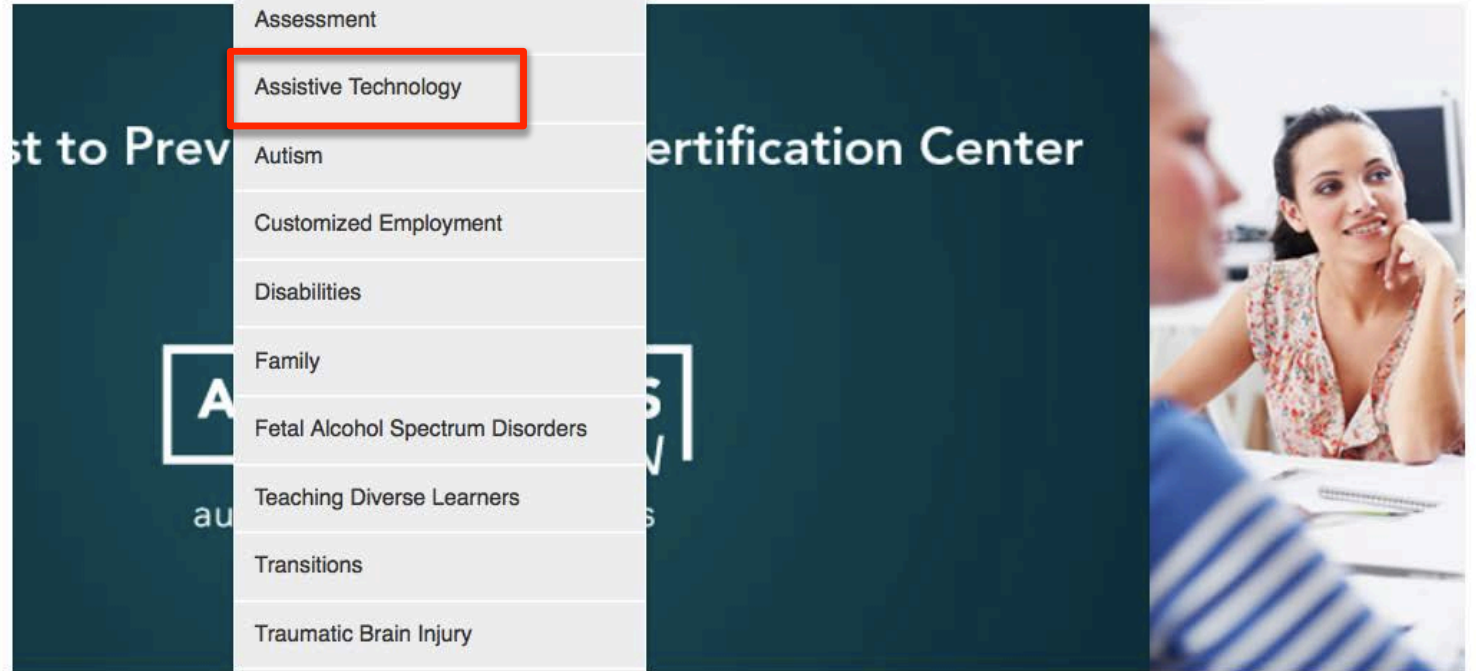 Assessment
Assistive Technology
Autism
Customized Employment
Disabilities
Family
Fetal Alcohol Spectrum Disorders
Teaching Diverse Learners
Transitions
Traumatic Brain Injury
st to Prev
ertification Center
A
S
au
s